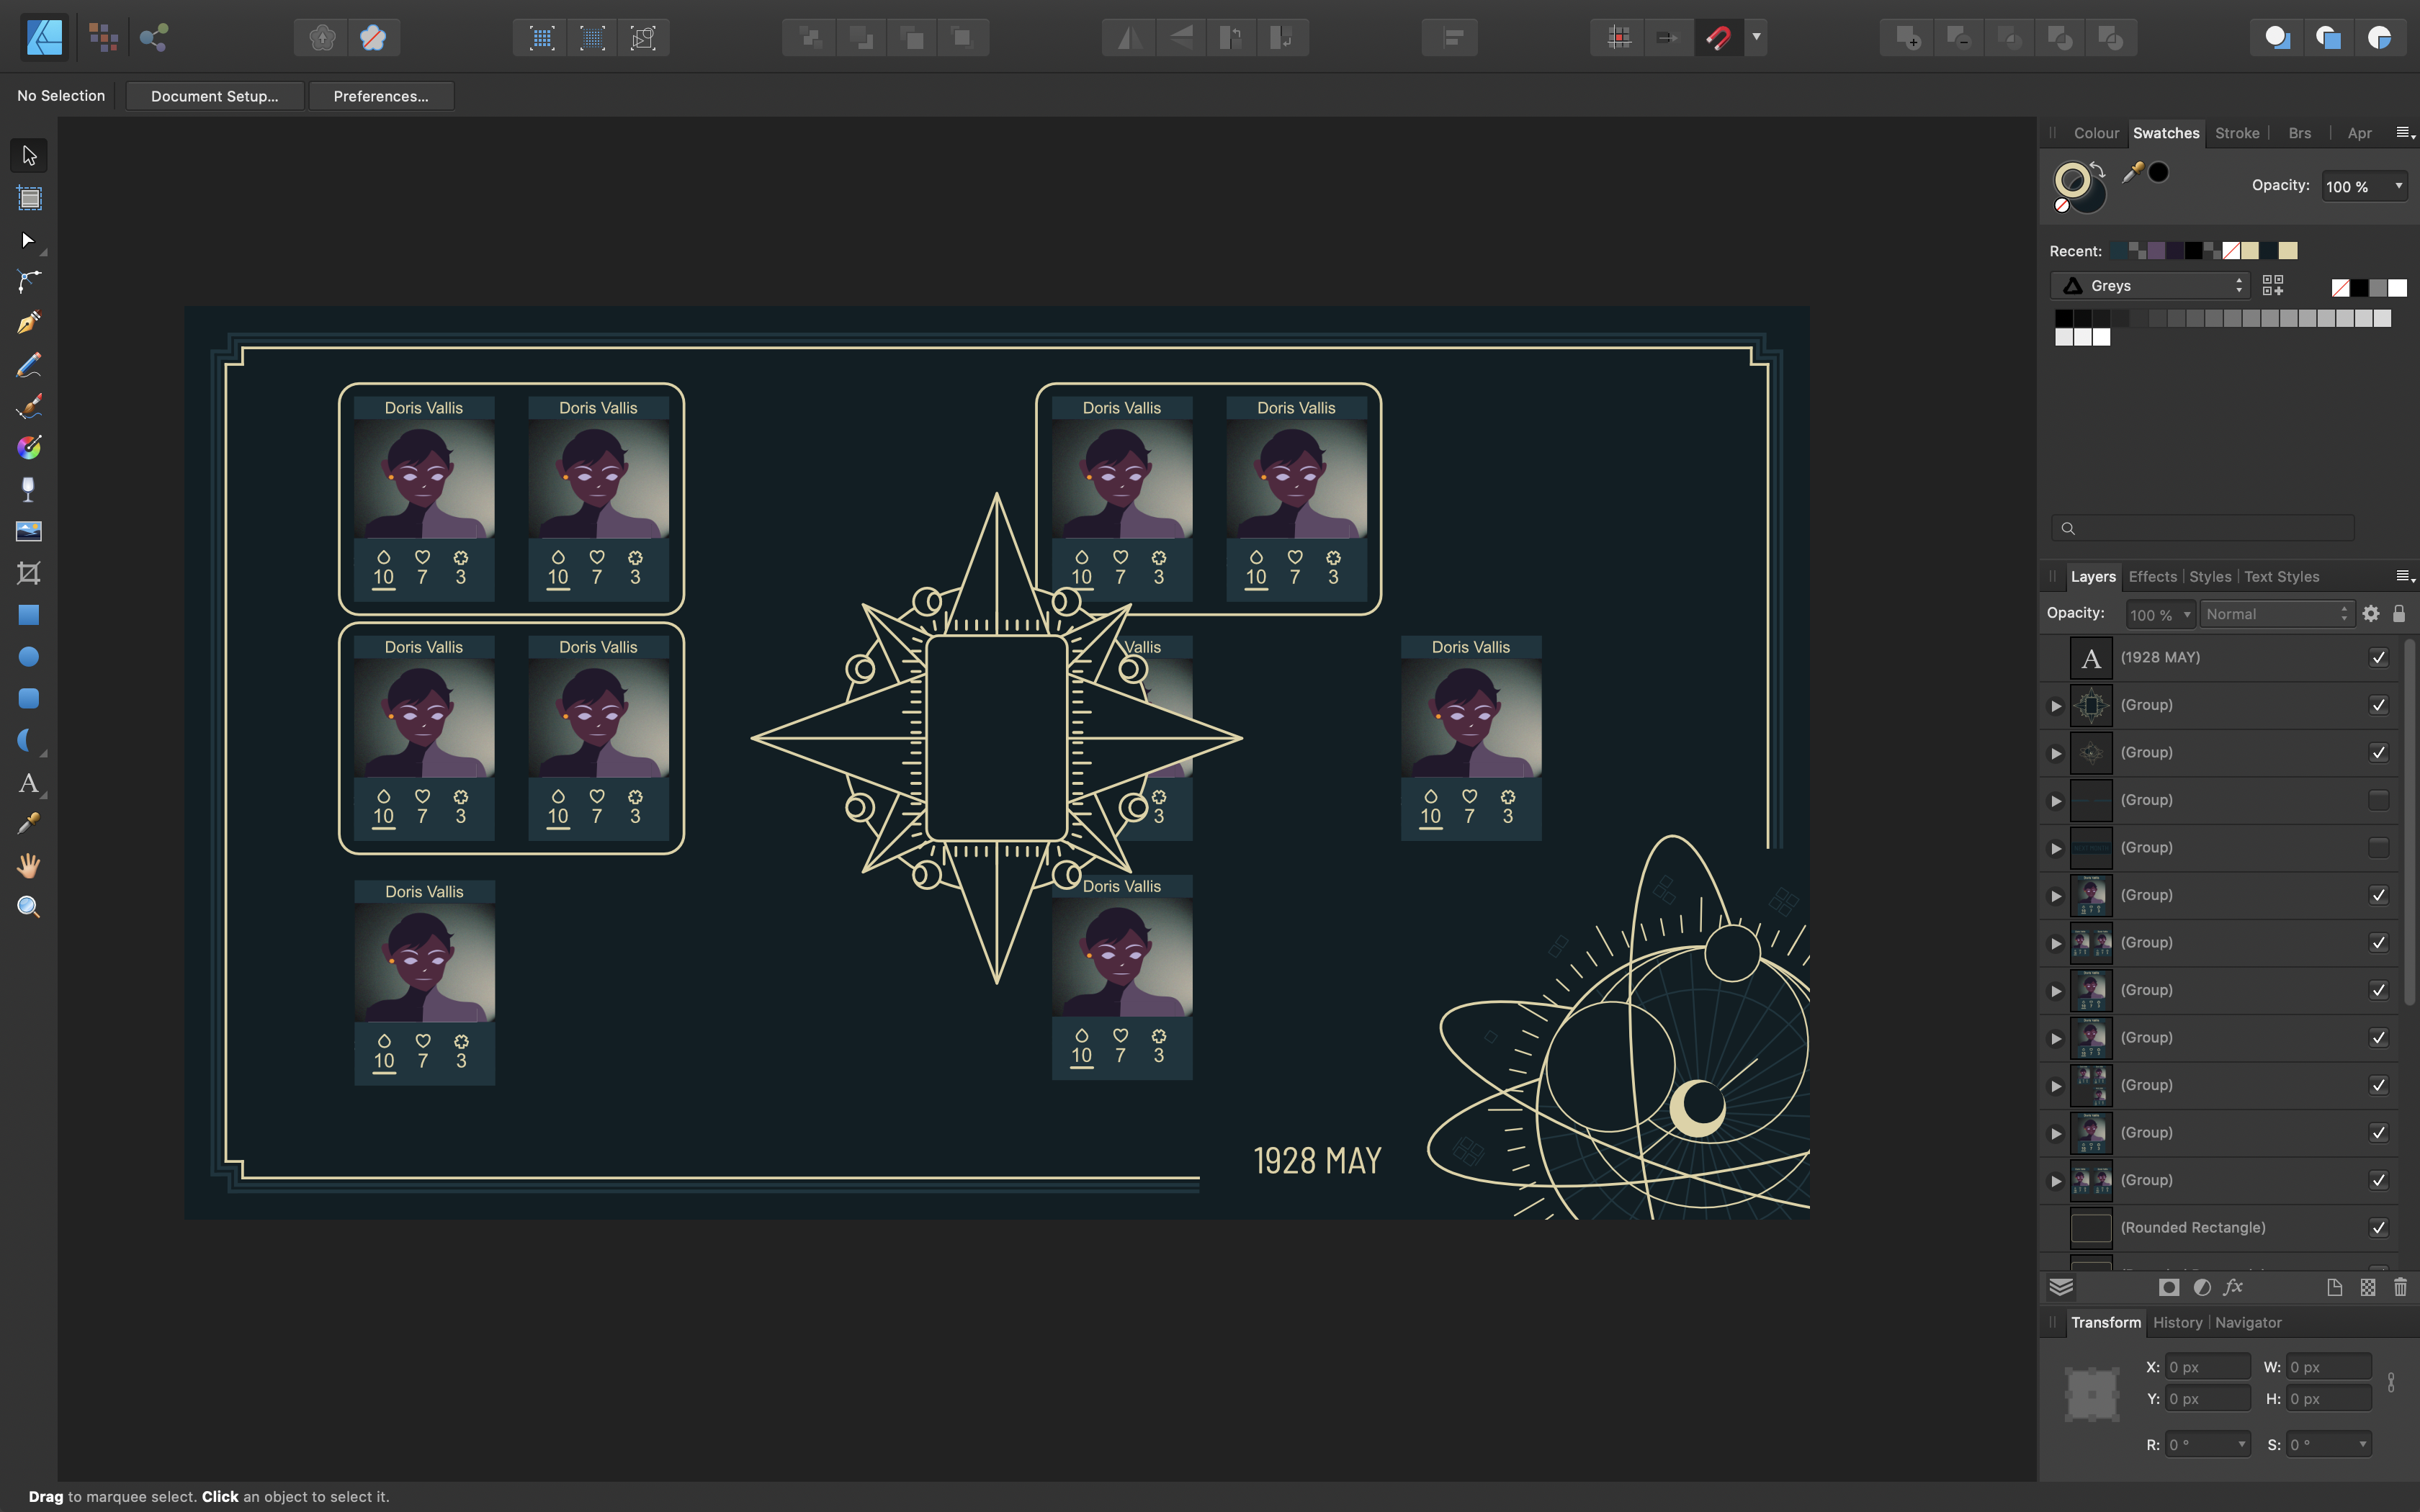 No Selection
Document Setup...
Preferences...
Colour
Swatches
Stroke
Brs
Apr
Opacity:
100 %
Recent:
Greys
Doris Vallis
Doris Vallis
10 7 3
10 7 3
Doris Vallis
Doris Vallis
10 7 3
10 7 3
Doris Vallis
Doris Vallis
10 7 3
10 7 3
Vallis
3
Doris Vallis
10 7 3
Doris Vallis
10 7 3
Doris Vallis
10 7 3
1928 MAY
Layers
Effects
Styles
Text Styles
Opacity:
100 %
Normal
A
(1928 MAY)
(Group)
(Group)
(Group)
(Group)
(Group)
(Group)
(Group)
(Group)
(Group)
(Group)
(Group)
(Rounded Rectangle)
fx
Transform
History
Navigator
X: 0 px
W: 0 px
Y: 0 px
H: 0 px
R: 0 °
S: 0 °
Drag to marquee select. Click an object to select it.